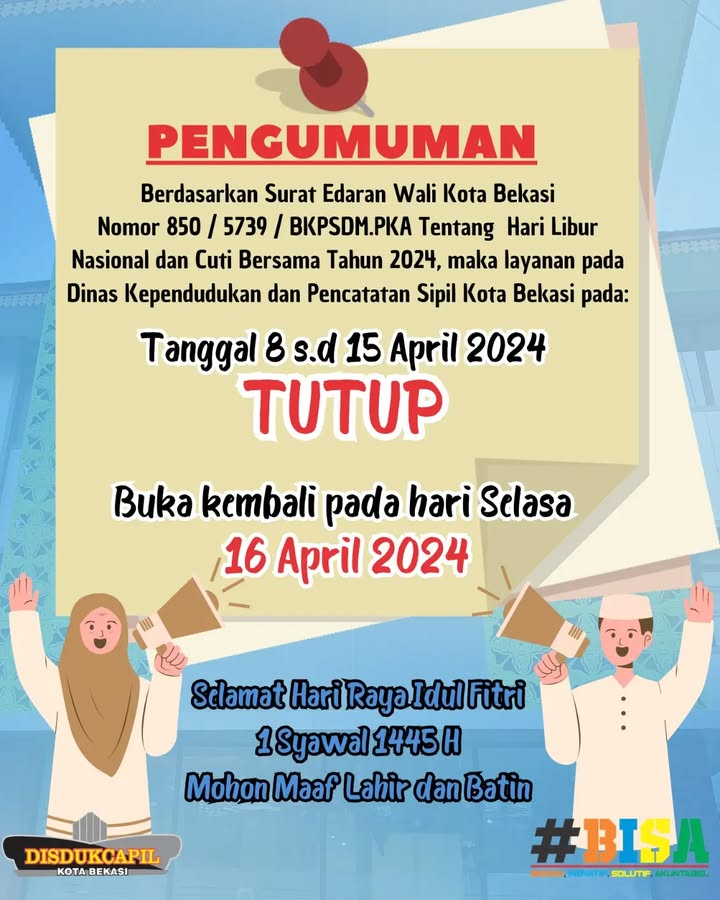 PENGUMUMAN
Berdasarkan Surat Edaran Wali Kota Bekasi
Nomor 850 / 5739 / BKPSDM.PKA Tentang Hari Libur
Nasional dan Cuti Bersama Tahun 2024, maka layanan pada
Dinas Kependudukan dan Pencatatan Sipil Kota Bekasi pada:
Tanggal 8 s.d 15 April 2024
TUTUP
Buka kembali pada hari Selasa
16 April 2024
Selamat Hari Raya Idul Fitri
1 Syawal 1445 H
Mohon Maaf Lahir dan Batin
DISDUKCAPIL
KOTA BEKASI
#BISA
INOVATIF, SOLUTIF, AKUNTABEL